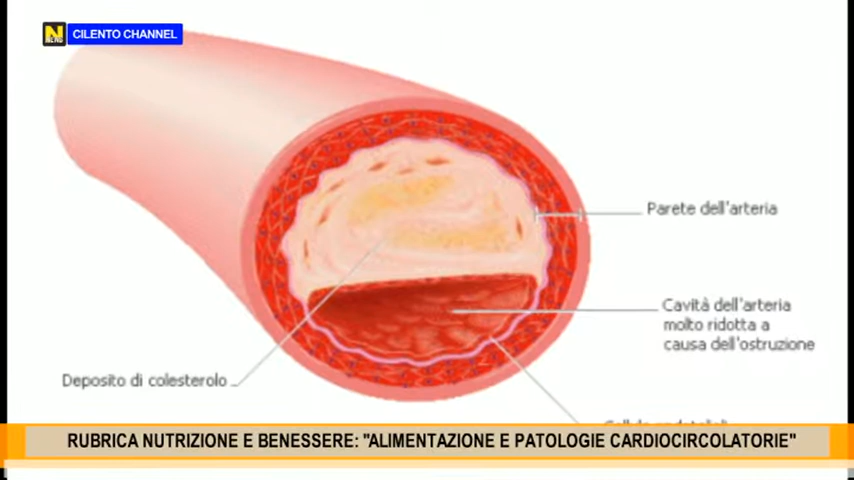 CILENTO CHANNEL
Parete dell'arteria
Cavità dell'arteria
molto ridotta a
causa dell'ostruzione
Deposito di colesterolo
RUBRICA NUTRIZIONE E BENESSERE: "ALIMENTAZIONE E PATOLOGIE CARDIOCIRCOLATORIE"